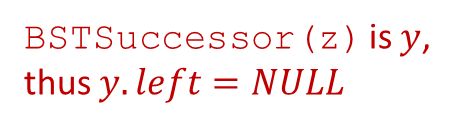 BSTSuccessor(z) is y,
thus y.left = NULL